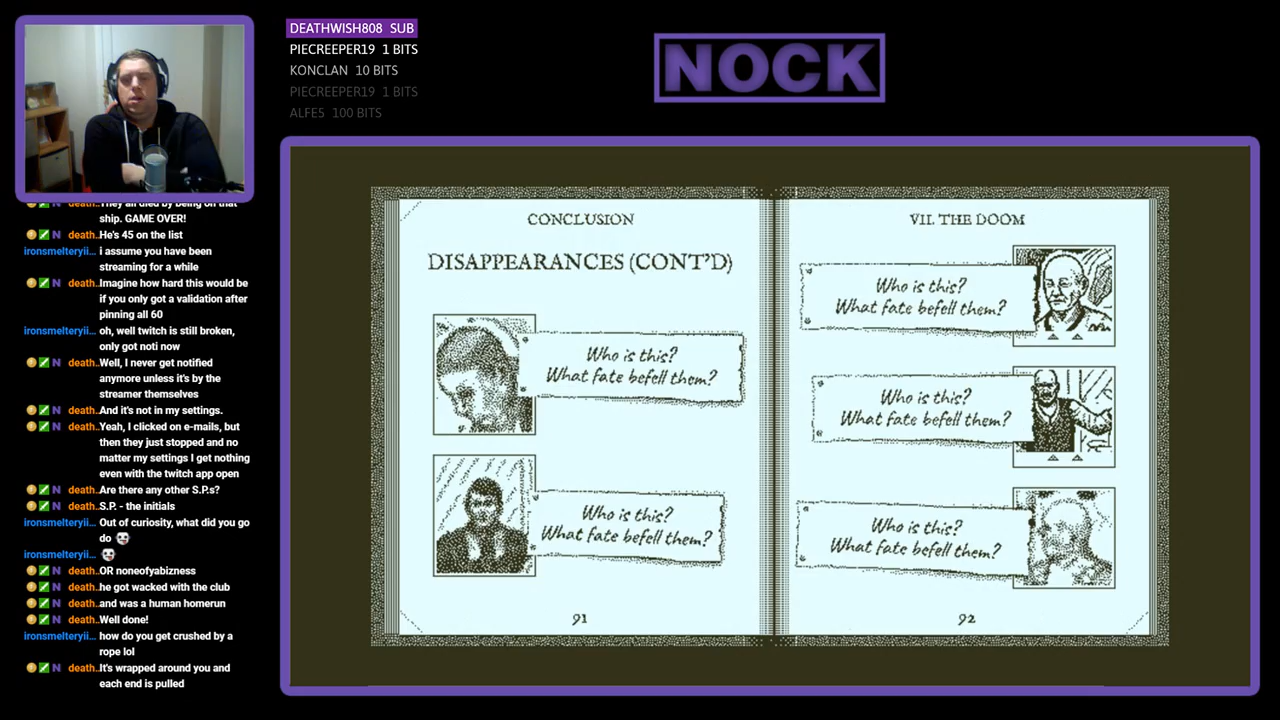 DEATHWISH808 SUB
PIECREEPER19 1 BITS
KONCLAN 10 BITS
PIECREEPER19 1 BITS
ALFE5 100 BITS
NOCK
They all died by being on that
ship. GAME OVER!
death.. He's 45 on the list
ironsmelteryii... i assume you have been
streaming for a while
death.. Imagine how hard this would be
if you only got a validation after
pinning all 60
ironsmelteryii... oh, well twitch is still broken,
only got noti now
death.. Well, I never get notified
anymore unless it's by the
streamer themselves
death.. And it's not in my settings.
death.. Yeah, I clicked on e-mails, but
then they just stopped and no
matter my settings I get nothing
even with the twitch app open
death.. Are there any other S.P.s?
death.. S.P. - the initials
ironsmelteryii... Out of curiosity, what did you go
do
ironsmelteryii...
death.. OR noneofyabizness
death.. he got wacked with the club
death.. and was a human homerun
death.. Well done!
ironsmelteryii... how do you get crushed by a
rope lol
death.. It's wrapped around you and
each end is pulled
CONCLUSION
DISAPPEARANCES (CONT'D)
Who is this?
What fate befell them?
Who is this?
What fate befell them?
91
VII. THE DOOM
Who is this?
What fate befell them?
Who is this?
What fate befell them?
Who is this?
What fate befell them?
92